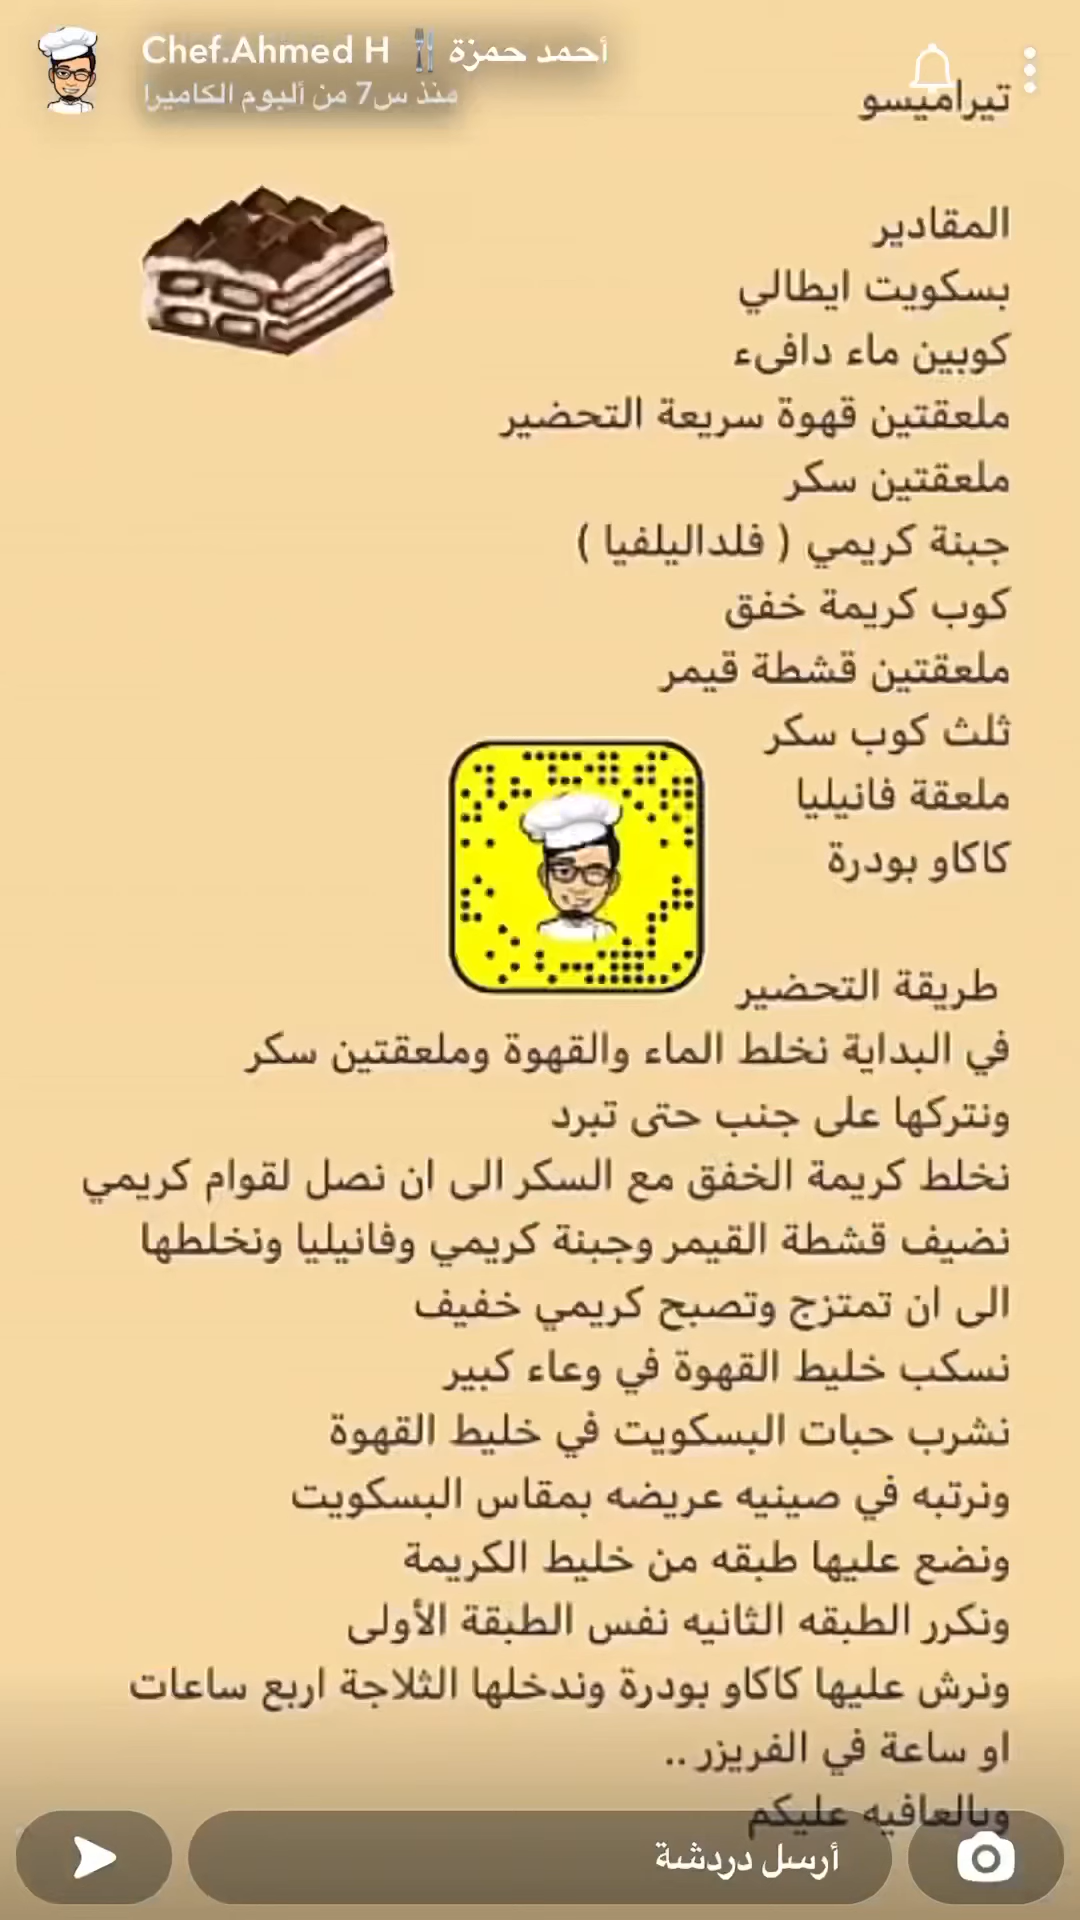 Chef.Ahmed H 🍴 أحمد حمزة
منذ س7 من ألبوم الكاميرا
تيراميسو
المقادير
بسكويت ايطالي
كوبين ماء دافىء
ملعقتين قهوة سريعة التحضير
ملعقتين سكر
جبنة كريمي ( فلداليلفيا )
كوب كريمة خفق
ملعقتين قشطة قيمر
ثلث كوب سكر
ملعقة فانيليا
كاكاو بودرة
طريقة التحضير
في البداية نخلط الماء والقهوة وملعقتين سكر
ونتركها على جنب حتى تبرد
نخلط كريمة الخفق مع السكر الى ان نصل لقوام كريمي
نضيف قشطة القيمر وجبنة كريمي وفانيليا ونخلطها
الى ان تمتزج وتصبح كريمي خفيف
نسكب خليط القهوة في وعاء كبير
نشرب حبات البسكويت في خليط القهوة
ونرتبه في صينيه عريضه بمقاس البسكويت
ونضع عليها طبقه من خليط الكريمة
ونكرر الطبقه الثانيه نفس الطبقة الأولى
ونرش عليها كاكاو بودرة وندخلها الثلاجة اربع ساعات
او ساعة في الفريزر ..
وبالعافيه عليكم
أرسل دردشة